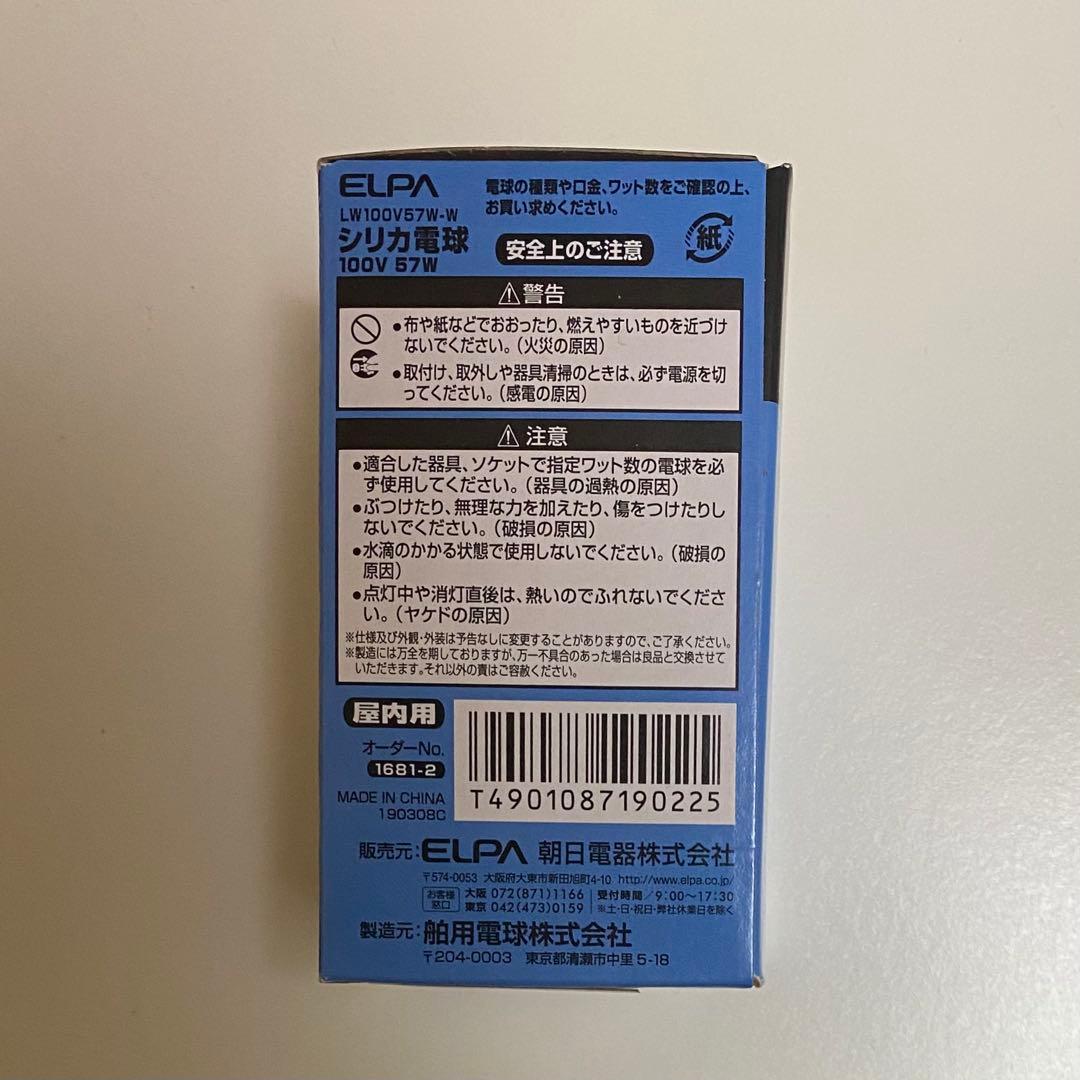 ELPA
LW100V57W-W
シリカ電球
100V 57W
電球の種類や口金、ワット数をご確認の上、
お買い求めください。
安全上のご注意
紙
⚠警告
●布や紙などでおおったり、燃えやすいものを近づけ
ないでください。(火災の原因)
●取付け、取外しや器具清掃のときは、必ず電源を切
ってください。(感電の原因)
⚠注意
●適合した器具、ソケットで指定ワット数の電球を必
ず使用してください。(器具の過熱の原因)
●ぶつけたり、無理な力を加えたり、傷をつけたりし
ないでください。(破損の原因)
●水滴のかかる状態で使用しないでください。(破損の
原因)
●点灯中や消灯直後は、熱いのでふれないでくださ
い。(ヤケドの原因)
※仕様及び外観・外装は予告なしに変更することがありますので、ご了承ください。
※製造には万全を期しておりますが、万一不具合のあった場合は良品と交換させて
いただきます。それ以外の責はご容赦ください。
屋内用
オーダーNo.
1681-2
MADE IN CHINA
190308C
T4901087190225
販売元:ELPA 朝日電器株式会社
〒574-0053 大阪府大東市新田旭町4-10 http://www.elpa.co.jp/
お客様
窓口
大阪 072(871)1166
東京 042(473)0159
受付時間/9:00〜17:30
※土・日・祝日・弊社休業日を除く
製造元:舶用電球株式会社
〒204-0003 東京都清瀬市中里5-18